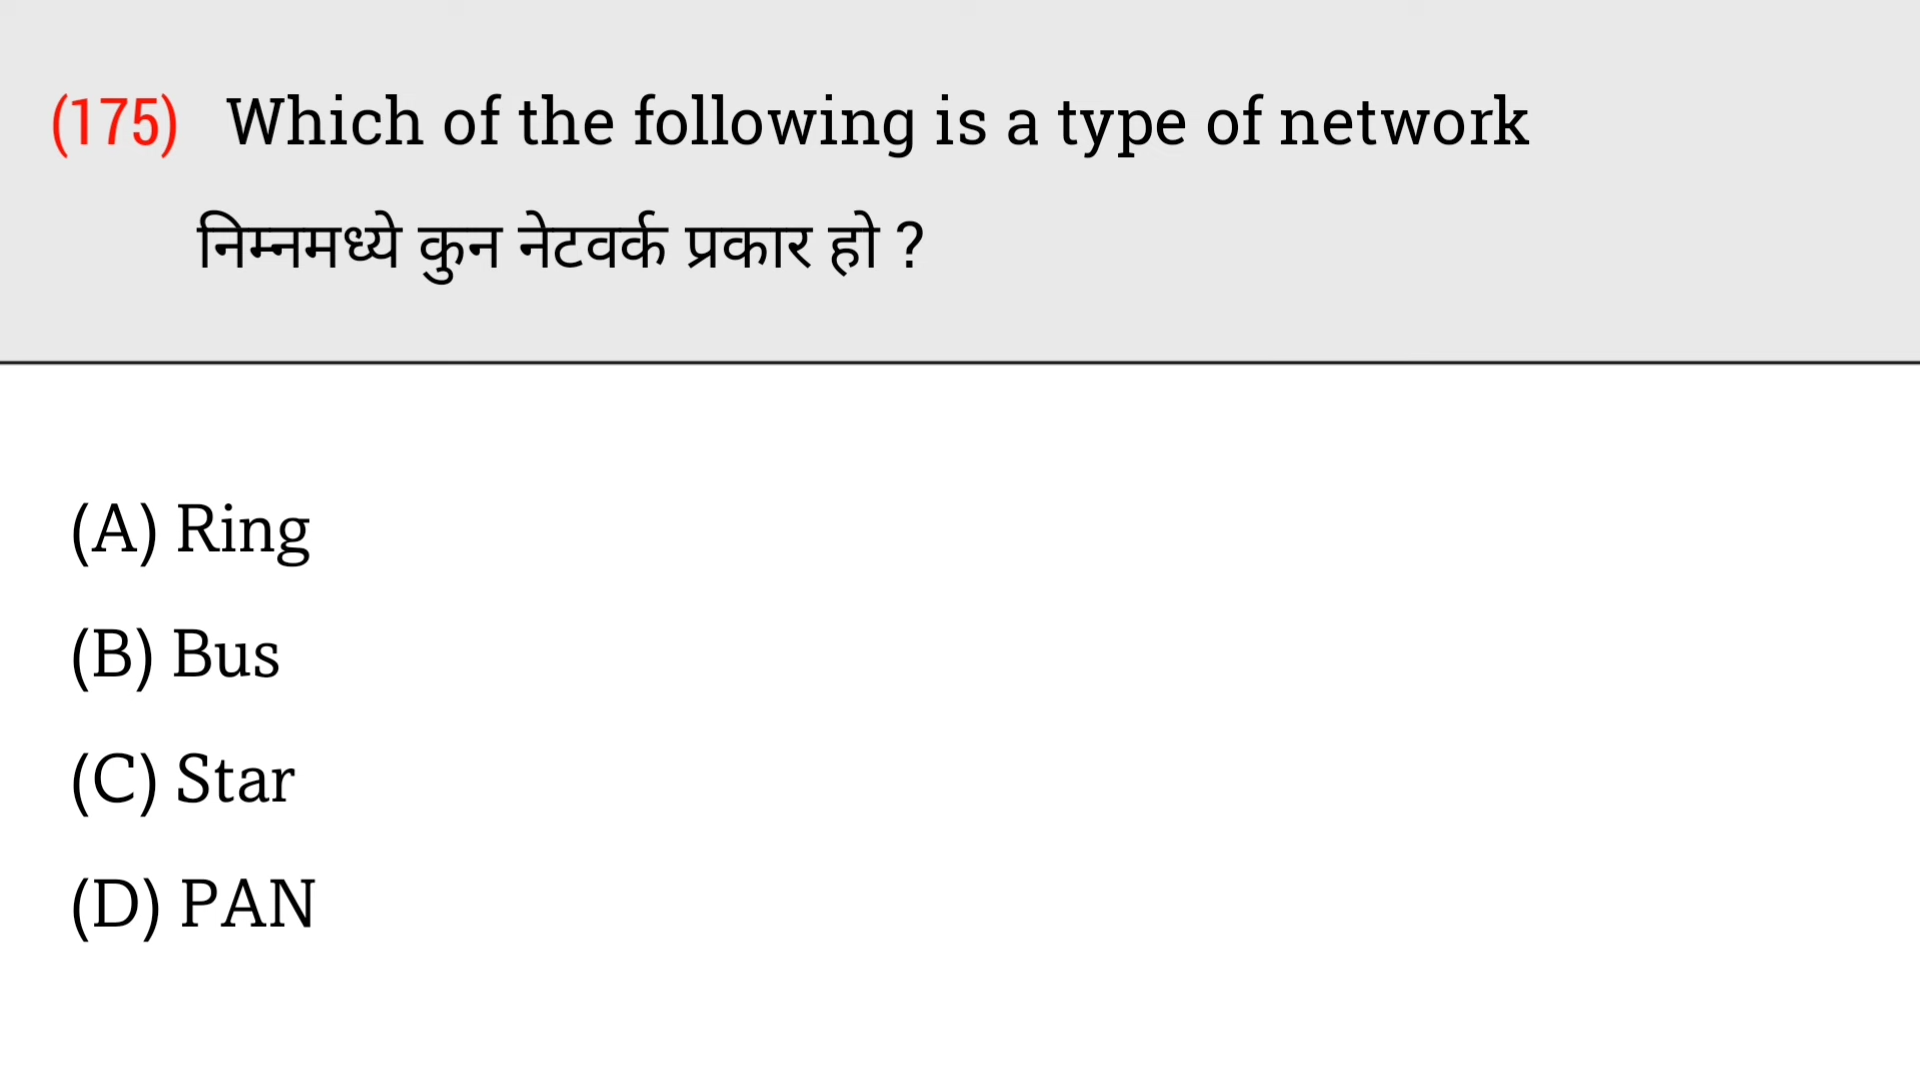 (175) Which of the following is a type of network
निम्नमध्ये कुन नेटवर्क प्रकार हो ?
(A) Ring
(B) Bus
(C) Star
(D) PAN